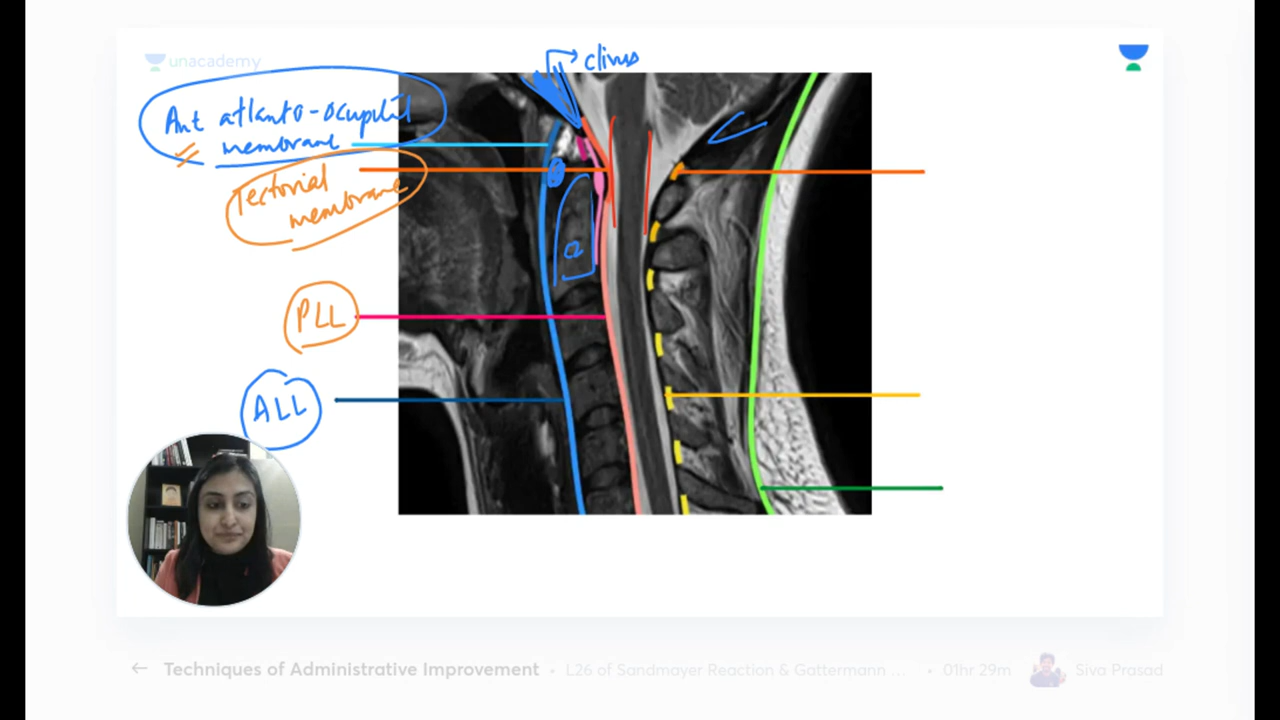 unacademy
clivus
Ant atlanto-occipital
membrane
Tectorial
membrane
a
PLL
ALL
Techniques of Administrative Improvement • L26 of Sandmayer Reaction & Gattermann ... • 01hr 29m Siva Prasad